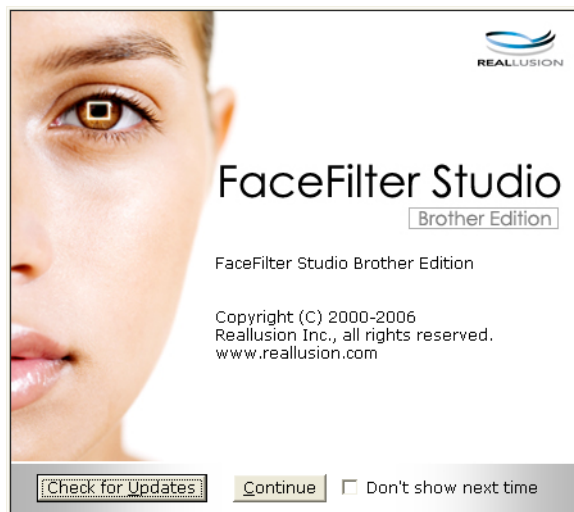 REALLUSION
FaceFilter Studio
Brother Edition
FaceFilter Studio Brother Edition
Copyright (C) 2000-2006
Reallusion Inc., all rights reserved.
www.reallusion.com
Check for Updates Continue Don't show next time